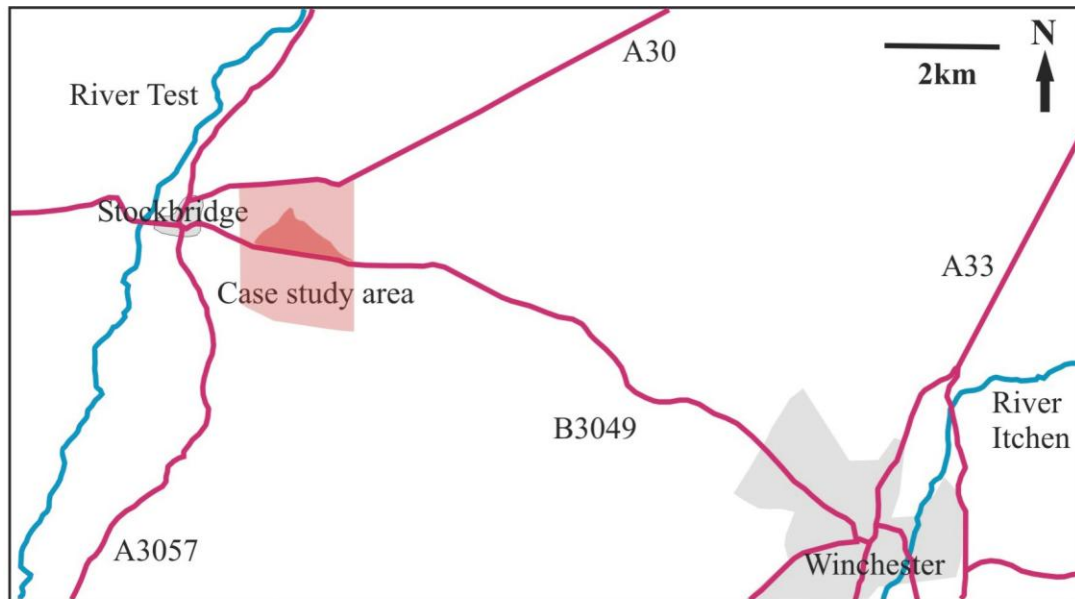 N
A30
2km
River Test
Stockbridge
A33
Case study area
River
Itchen
B3049
A3057
Winchester